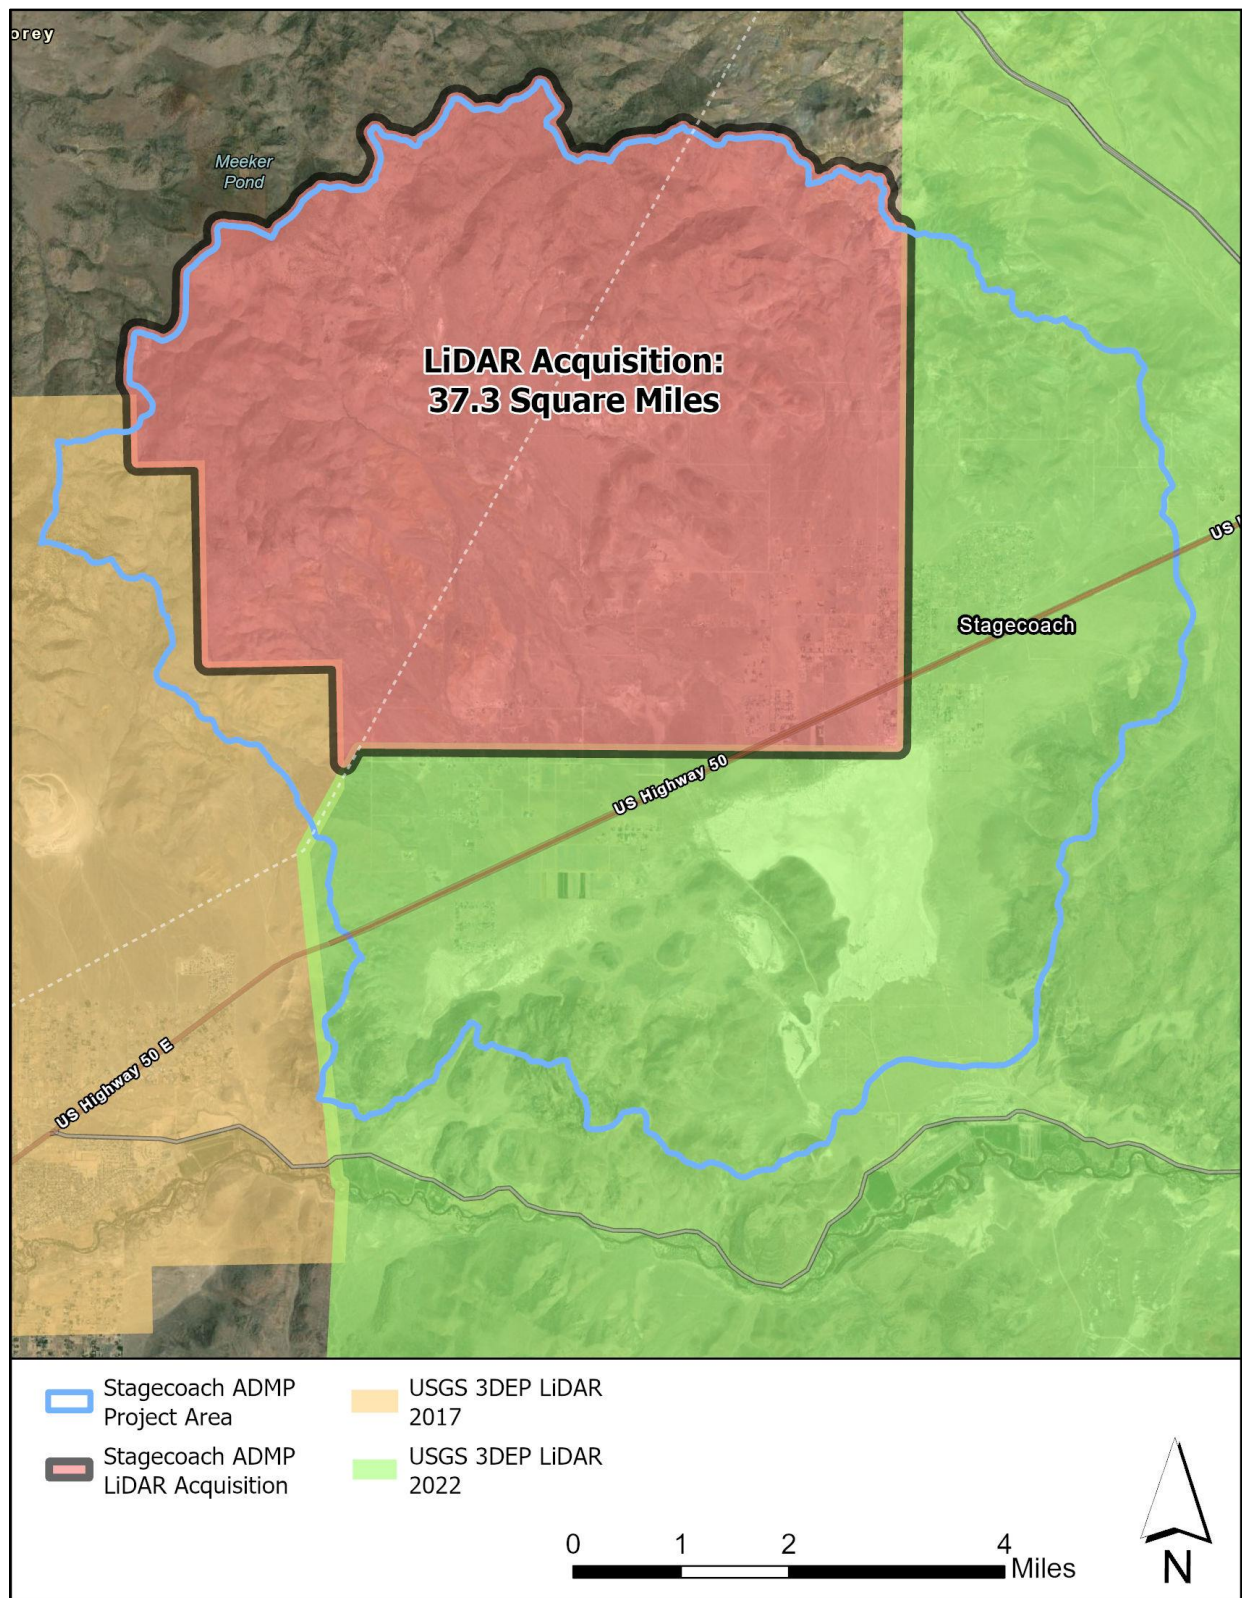 orey
Meeker
Pond
LiDAR Acquisition:
37.3 Square Miles
US
Stagecoach
US Highway 50
US Highway 50 E
Stagecoach ADMP
Project Area
USGS 3DEP LiDAR
2017
Stagecoach ADMP
LiDAR Acquisition
USGS 3DEP LiDAR
2022
0 1 2 4
Miles
N